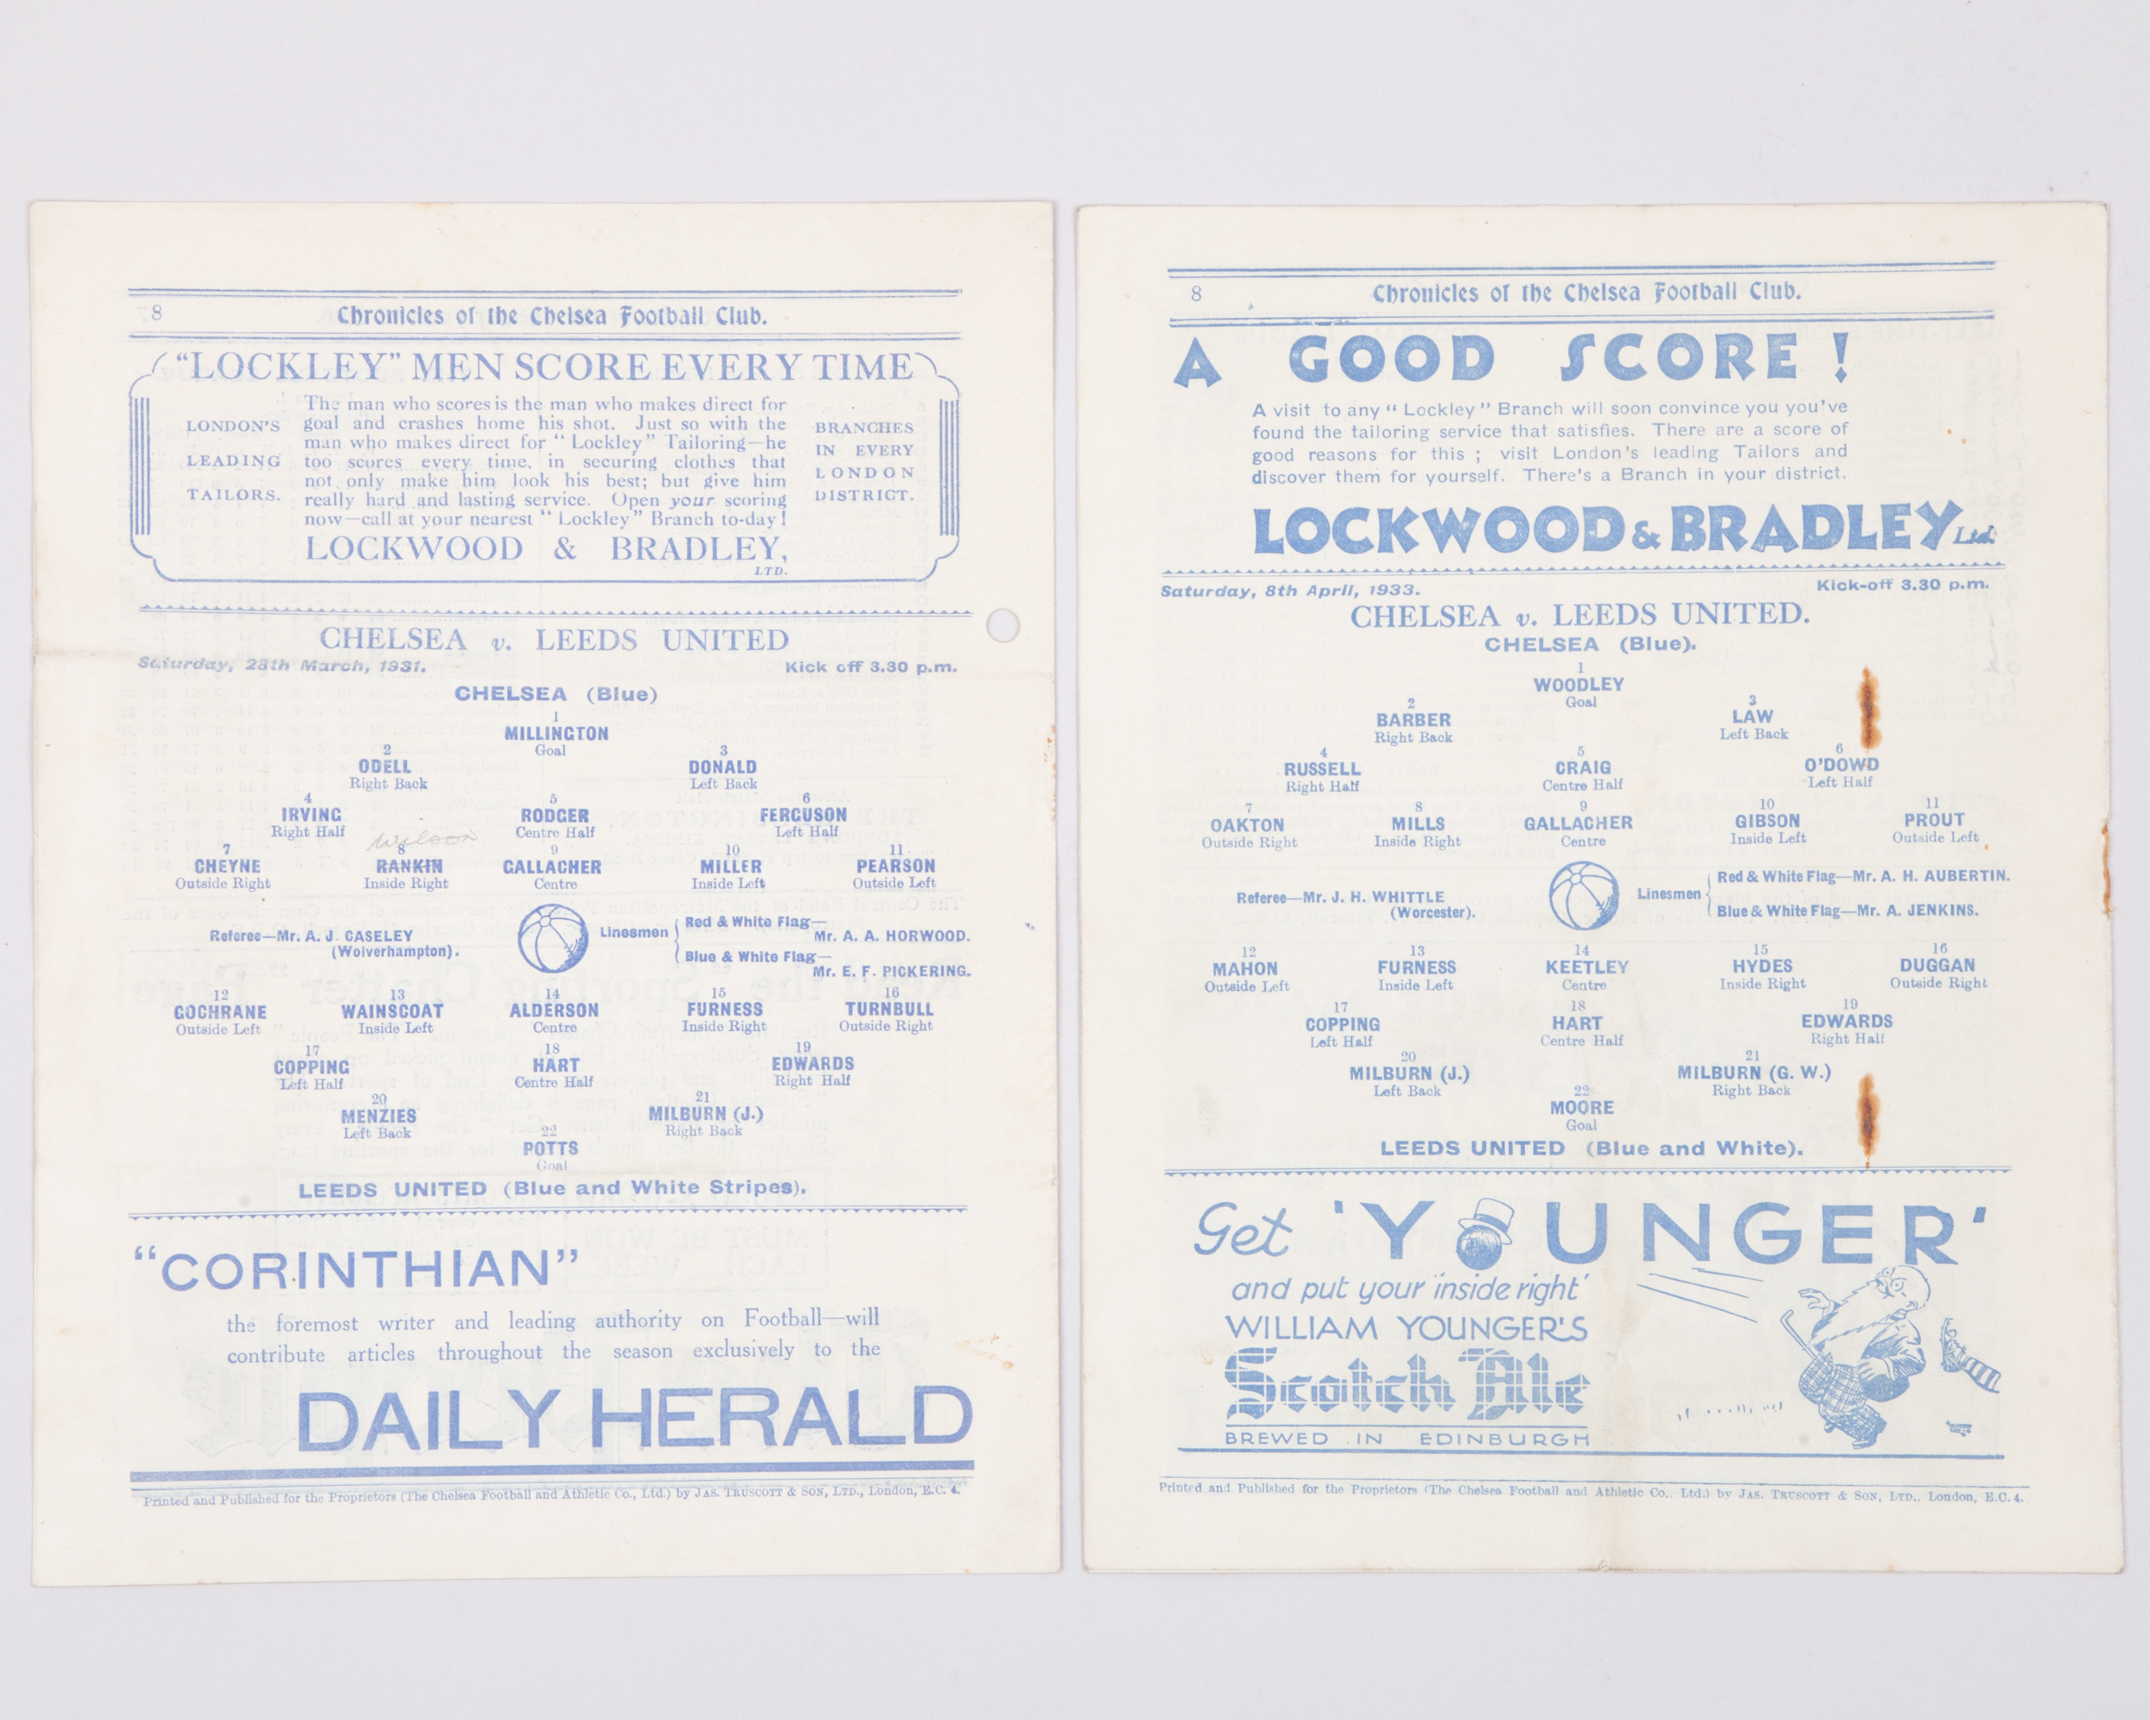 8
Chronicles of the Chelsea Football Club.
"LOCKLEY" MEN SCORE EVERY TIME
LONDON'S
LEADING
TAILORS.
The man who scores is the man who makes direct for
goal and crashes home his shot. Just so with the
man who makes direct for "Lockley" Tailoring—he
too scores every time, in securing clothes that
not only make him look his best; but give him
really hard and lasting service. Open your scoring
now—call at your nearest "Lockley" Branch to-day!
BRANCHES
IN EVERY
LONDON
DISTRICT.
LOCKWOOD & BRADLEY,
LTD.
CHELSEA v. LEEDS UNITED
Saturday, 28th March, 1931. Kick off 3.30 p.m.
CHELSEA (Blue)
1
MILLINGTON
Goal
2 3
ODELL DONALD
Right Back Left Back
4 5 6
IRVING RODGER FERGUSON
Right Half Centre Half Left Half
wilson
7 8 9 10 11
CHEYNE RANKIN GALLACHER MILLER PEARSON
Outside Right Inside Right Centre Inside Left Outside Left
Referee—Mr. A. J. CASELEY
(Wolverhampton).
Linesmen
Red & White Flag—
Mr. A. A. HORWOOD.
Blue & White Flag—
Mr. E. F. PICKERING.
12 13 14 15 16
COCHRANE WAINSCOAT ALDERSON FURNESS TURNBULL
Outside Left Inside Left Centre Inside Right Outside Right
17 18 19
COPPING HART EDWARDS
Left Half Centre Half Right Half
20 21
MENZIES MILBURN (J.)
Left Back Right Back
22
POTTS
Goal
LEEDS UNITED (Blue and White Stripes).
"CORINTHIAN"
the foremost writer and leading authority on Football—will
contribute articles throughout the season exclusively to the
DAILY HERALD
Printed and Published for the Proprietors (The Chelsea Football and Athletic Co., Ltd.) by JAS. TRUSCOTT & SON, LTD., London, E.C. 4.
8
Chronicles of the Chelsea Football Club.
A GOOD SCORE!
A visit to any "Lockley" Branch will soon convince you you've
found the tailoring service that satisfies. There are a score of
good reasons for this; visit London's leading Tailors and
discover them for yourself. There's a Branch in your district.
LOCKWOOD & BRADLEY Ltd.
Saturday, 8th April, 1933. Kick-off 3.30 p.m.
CHELSEA v. LEEDS UNITED.
CHELSEA (Blue).
1
WOODLEY
Goal
2 3
BARBER LAW
Right Back Left Back
4 5 6
RUSSELL CRAIG O'DOWD
Right Half Centre Half Left Half
7 8 9 10 11
OAKTON MILLS GALLACHER GIBSON PROUT
Outside Right Inside Right Centre Inside Left Outside Left
Referee—Mr. J. H. WHITTLE
(Worcester).
Linesmen
Red & White Flag—Mr. A. H. AUBERTIN.
Blue & White Flag—Mr. A. JENKINS.
12 13 14 15 16
MAHON FURNESS KEETLEY HYDES DUGGAN
Outside Left Inside Left Centre Inside Right Outside Right
17 18 19
COPPING HART EDWARDS
Left Half Centre Half Right Half
20 21
MILBURN (J.) MILBURN (G. W.)
Left Back Right Back
22
MOORE
Goal
LEEDS UNITED (Blue and White).
Get 'YOUNGER'
and put your 'inside right'
WILLIAM YOUNGER'S
Scotch Ale
BREWED IN EDINBURGH
Printed and Published for the Proprietors (The Chelsea Football and Athletic Co., Ltd.) by JAS. TRUSCOTT & SON, LTD., London, E.C. 4.